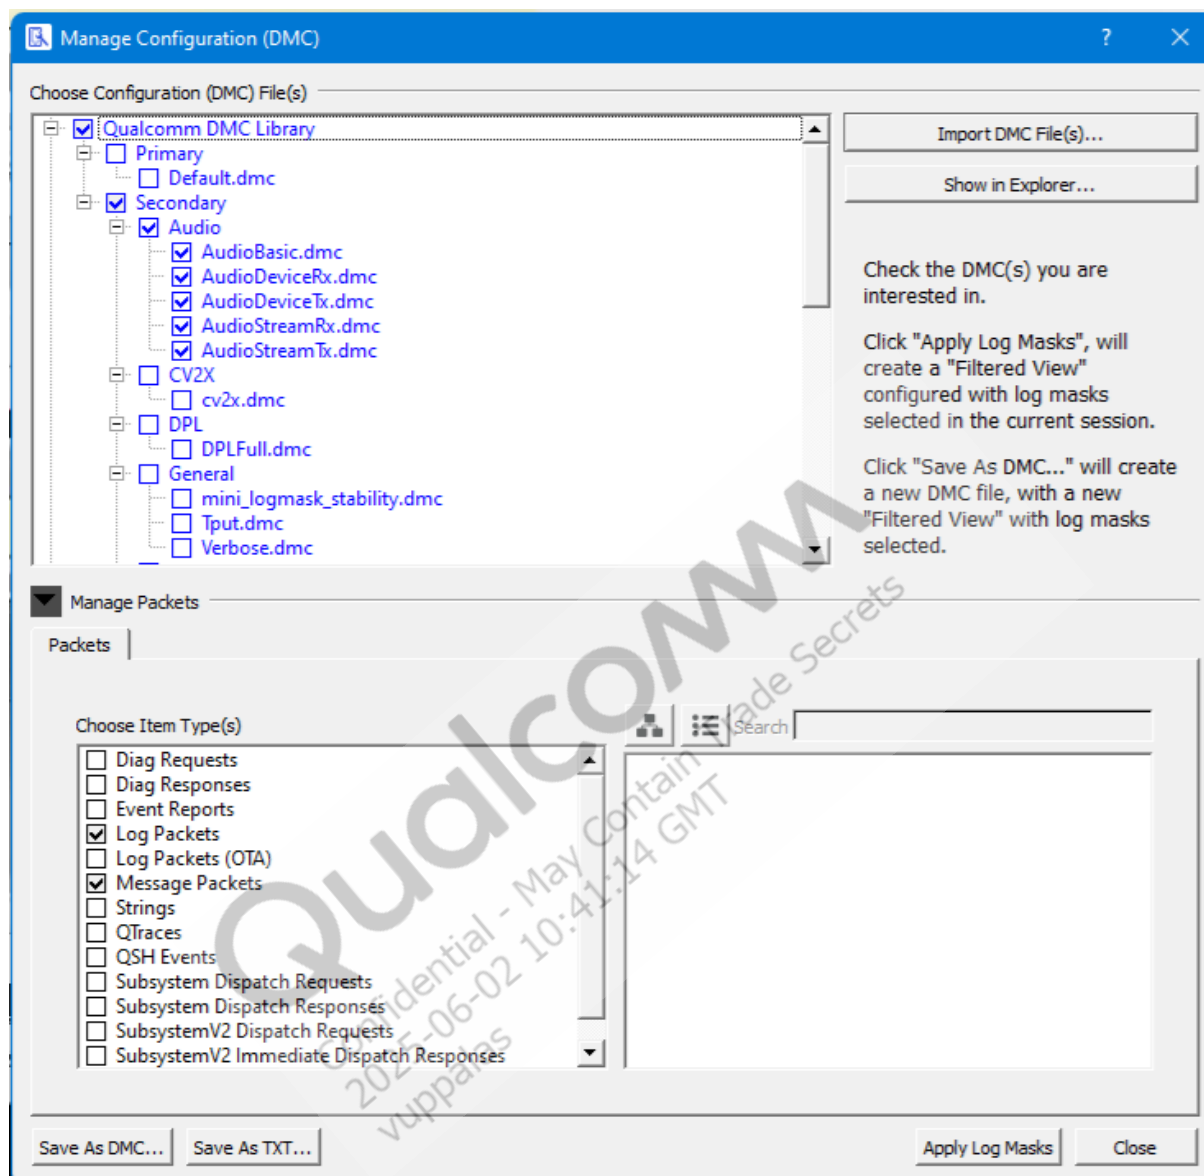 Manage Configuration (DMC)
?
Choose Configuration (DMC) File(s)
Qualcomm DMC Library
Primary
Default.dmc
Secondary
Audio
AudioBasic.dmc
AudioDeviceRx.dmc
AudioDeviceTx.dmc
AudioStreamRx.dmc
AudioStreamTx.dmc
CV2X
cv2x.dmc
DPL
DPLFull.dmc
General
mini_logmask_stability.dmc
Tput.dmc
Verbose.dmc
Import DMC File(s)...
Show in Explorer...
Check the DMC(s) you are
interested in.
Click "Apply Log Masks", will
create a "Filtered View"
configured with log masks
selected in the current session.
Click "Save As DMC..." will create
a new DMC file, with a new
"Filtered View" with log masks
selected.
Manage Packets
Packets
Choose Item Type(s)
Diag Requests
Diag Responses
Event Reports
Log Packets
Log Packets (OTA)
Message Packets
Strings
QTraces
QSH Events
Subsystem Dispatch Requests
Subsystem Dispatch Responses
SubsystemV2 Dispatch Requests
SubsystemV2 Immediate Dispatch Responses
Search
Save As DMC...
Save As TXT...
Apply Log Masks
Close
Qualcomm
Confidential - May Contain Trade Secrets
2025-06-02 10:41:14 GMT
vuppalas